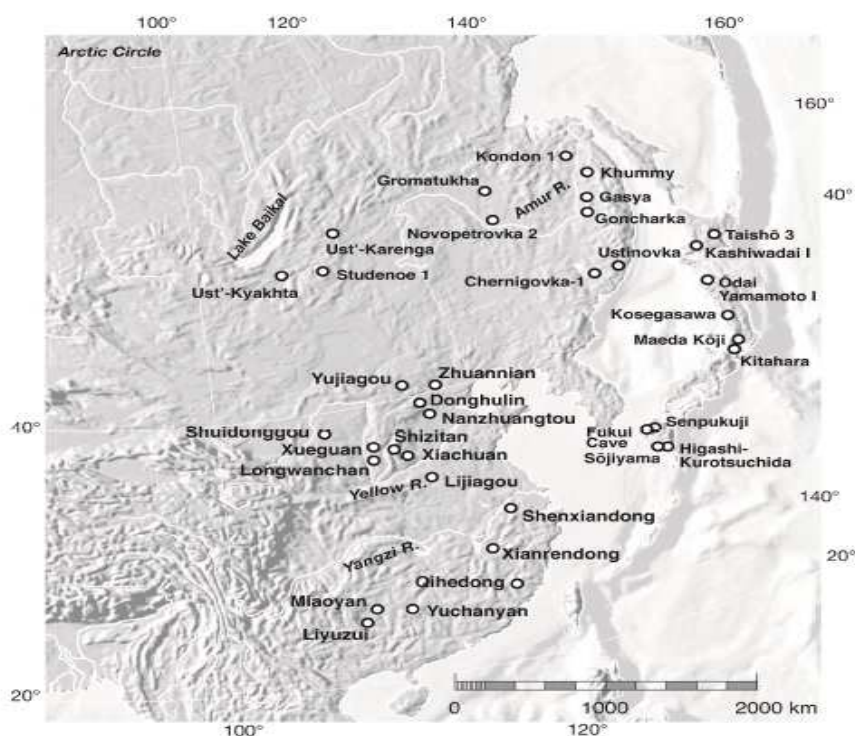 100°
120°
140°
160°
Arctic Circle
160°
Kondon 1
Khummy
Gromatukha
Amur R.
Gasya
40°
Goncharka
Lake Baikal
Novopetrovka 2
Taishō 3
Ust'-Karenga
Ustinovka
Kashiwadai I
Studenoe 1
Chernigovka-1
Ust'-Kyakhta
Ōdai
Yamamoto I
Kosegasawa
Maeda Kōji
Kitahara
Yujiagou
Zhuannian
Donghulin
Nanzhuangtou
40°
Shuidonggou
Shizitan
Fukui
Cave
Senpukuji
Xueguan
Xiachuan
Sōjiyama
Higashi-
Kurotsuchida
Longwanchan
Yellow R.
Lijiagou
140°
Shenxiandong
Yangzi R.
Xianrendong
20°
Qihedong
Miaoyan
Yuchanyan
Liyuzui
20°
0
1000
2000 km
100°
120°